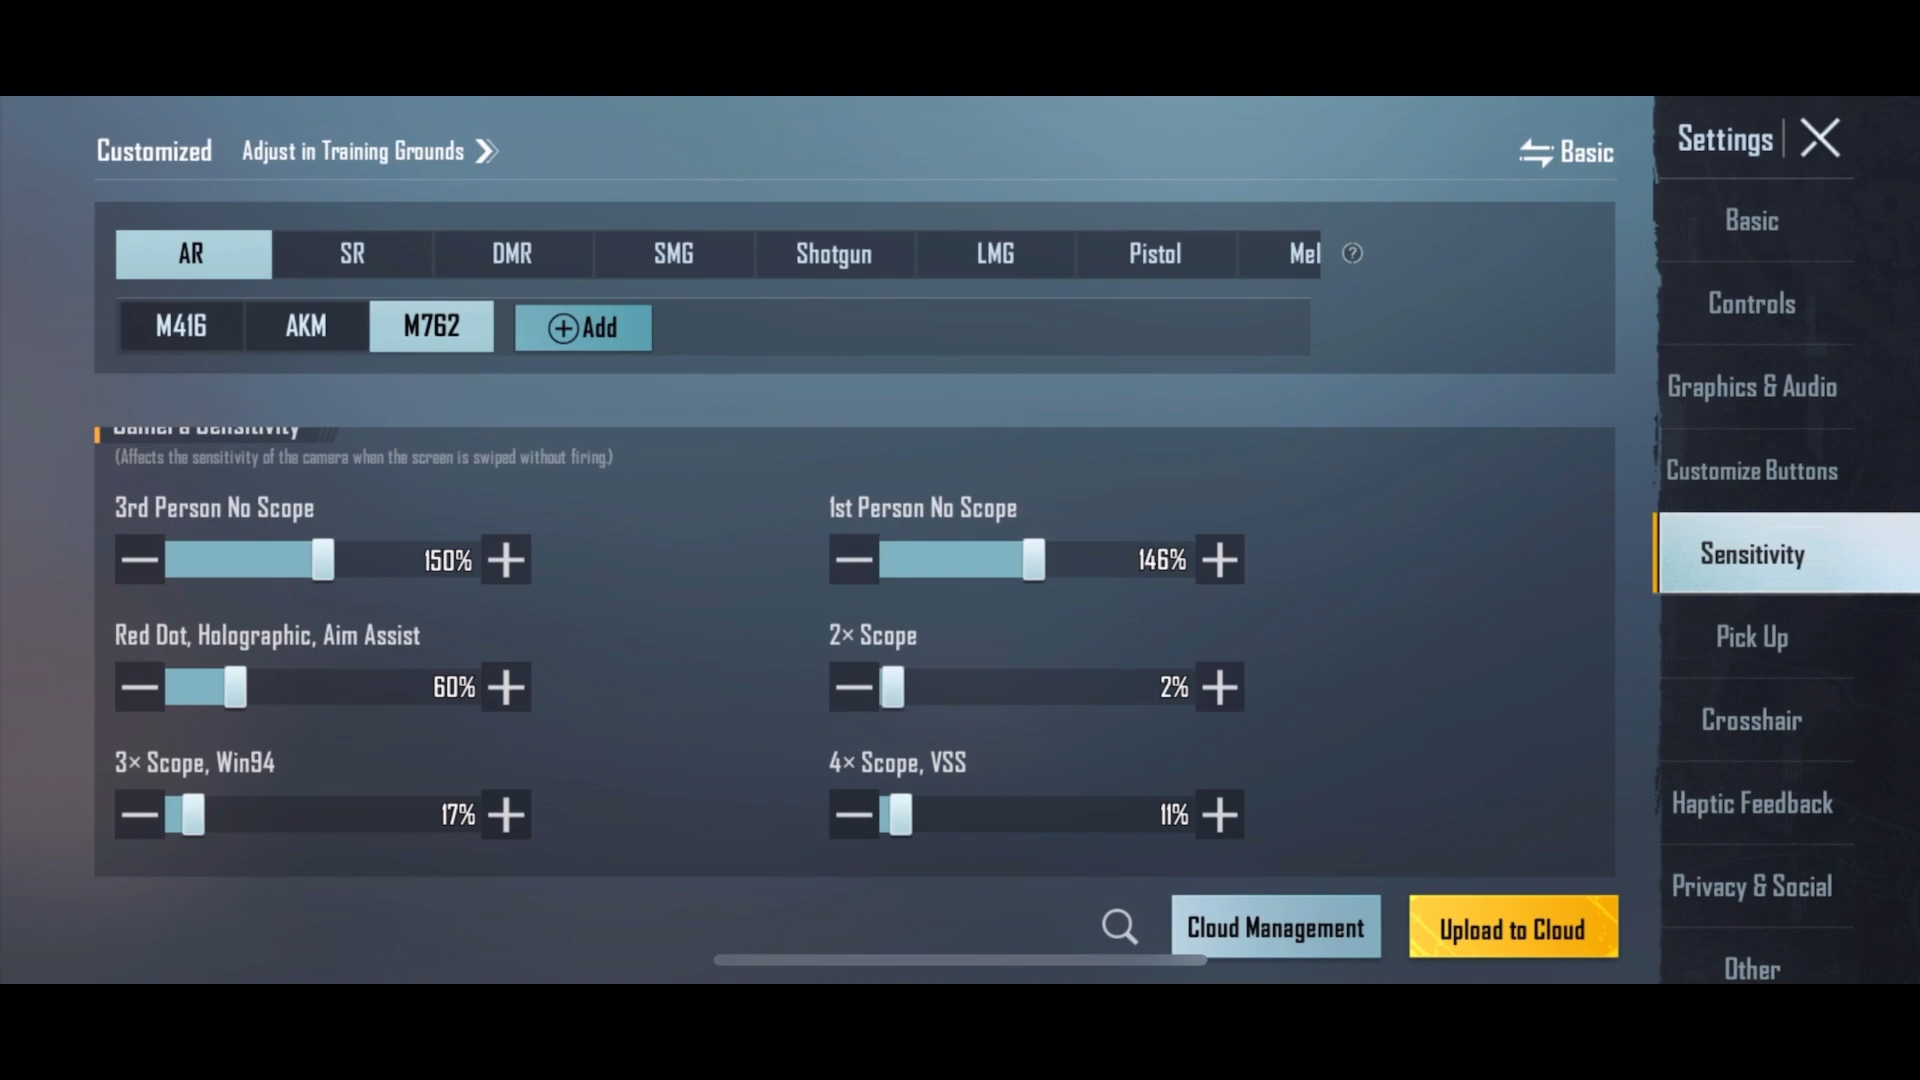 Customized Adjust in Training Grounds
Basic
Settings
AR SR DMR SMG Shotgun LMG Pistol Mel ?
M416 AKM M762 Add
Camera Sensitivity
(Affects the sensitivity of the camera when the screen is swiped without firing.)
3rd Person No Scope
150%
1st Person No Scope
146%
Red Dot, Holographic, Aim Assist
60%
2× Scope
2%
3× Scope, Win94
17%
4× Scope, VSS
11%
Cloud Management
Upload to Cloud
Basic
Controls
Graphics & Audio
Customize Buttons
Sensitivity
Pick Up
Crosshair
Haptic Feedback
Privacy & Social
Other